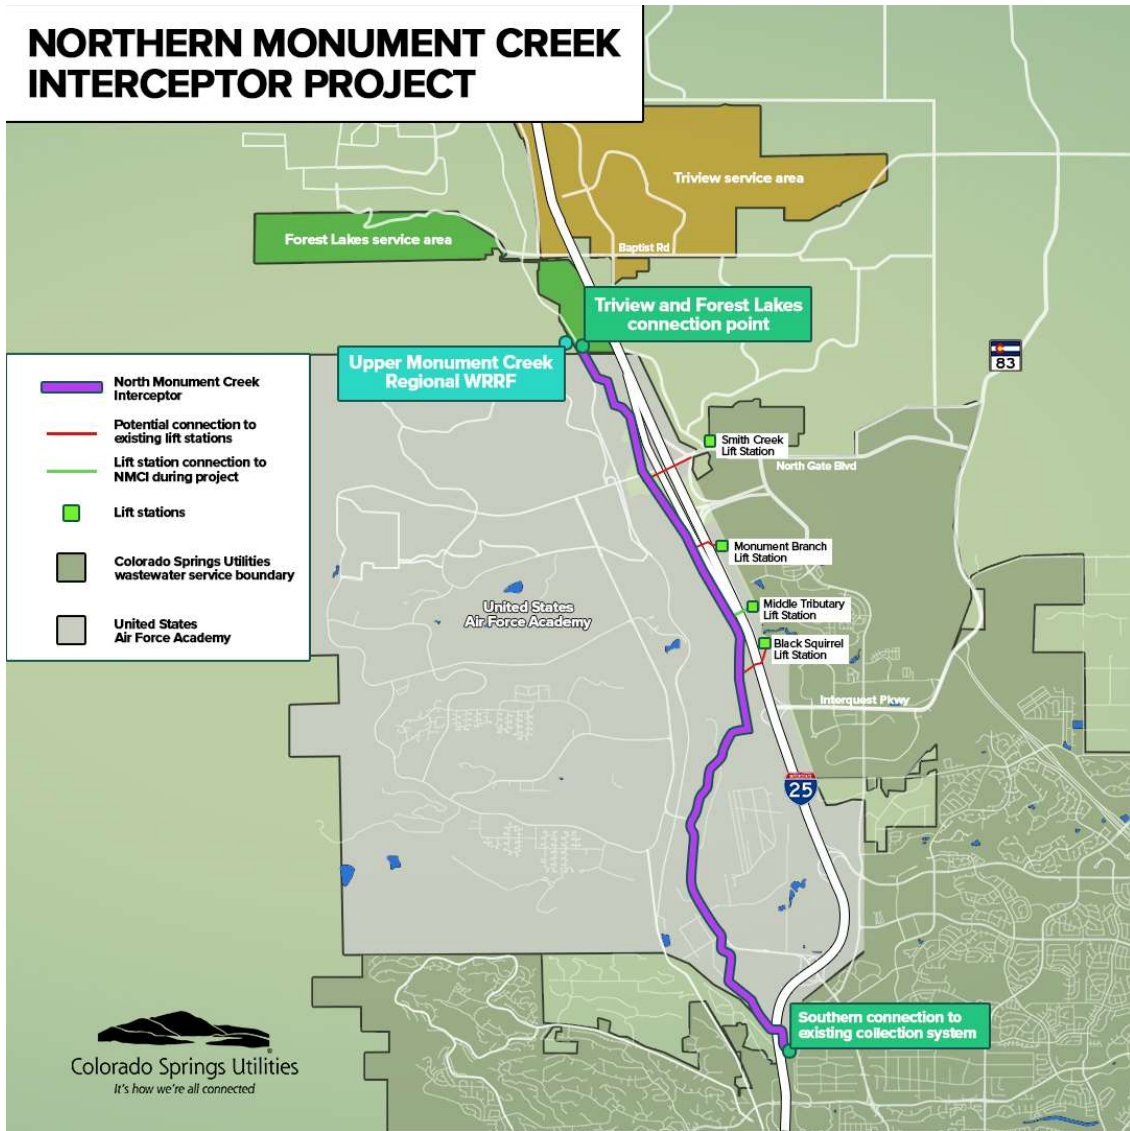 NORTHERN MONUMENT CREEK
INTERCEPTOR PROJECT
Triview service area
Forest Lakes service area
Baptist Rd
Triview and Forest Lakes
connection point
Upper Monument Creek
Regional WRRF
83
North Monument Creek
Interceptor
Potential connection to
existing lift stations
Lift station connection to
NMCI during project
Lift stations
Colorado Springs Utilities
wastewater service boundary
United States
Air Force Academy
Smith Creek
Lift Station
North Gate Blvd
Monument Branch
Lift Station
United States
Air Force Academy
Middle Tributary
Lift Station
Black Squirrel
Lift Station
Interquest Pkwy
25
Southern connection to
existing collection system
Colorado Springs Utilities
It's how we're all connected